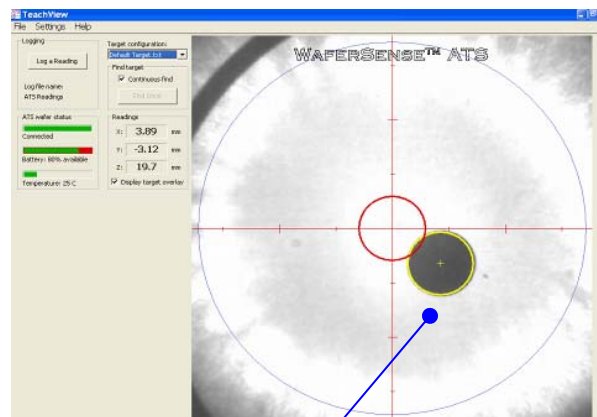 TeachView
File Settings Help
Logging
Log a Reading
Log file name:
ATS Readings
Target configuration:
Default Target.txt
Find target
Continuous find
Find Once
ATS wafer status
Connected
Battery: 80% available
Temperature: 25 C
Readings
X: 3.89 mm
Y: -3.12 mm
Z: 19.7 mm
Display target overlay
WAFERSENSE™ ATS